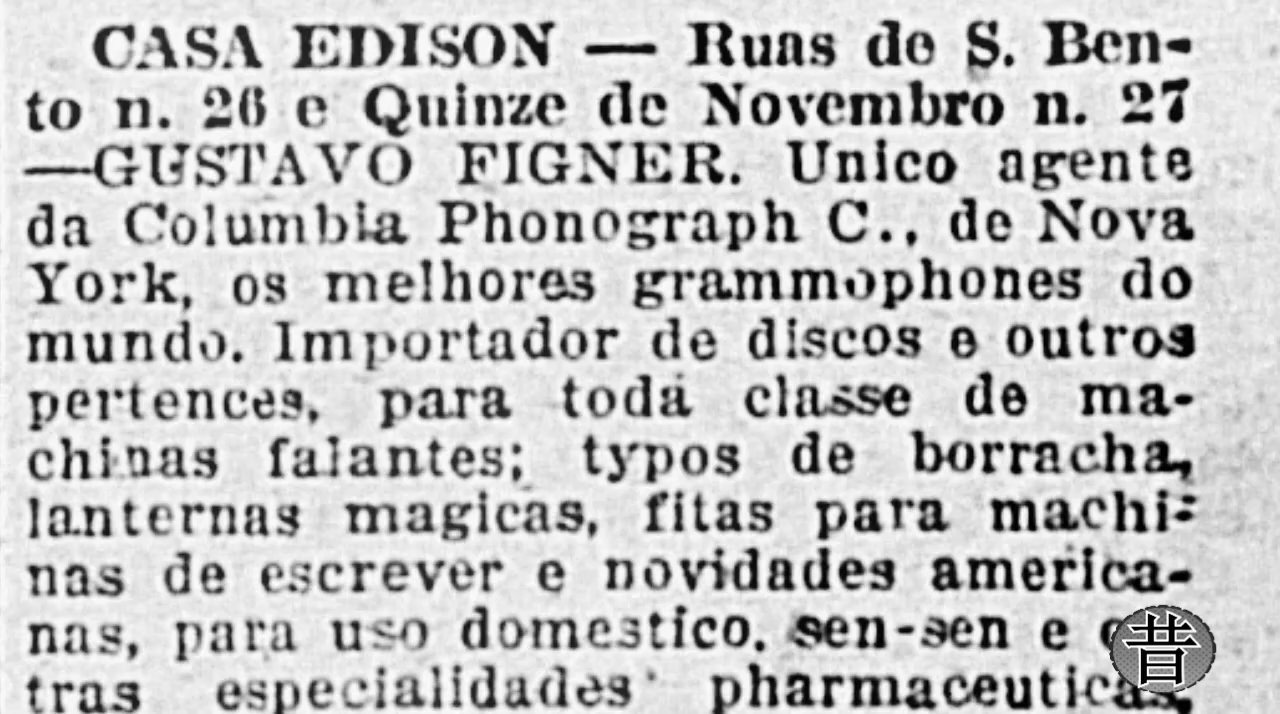 CASA EDISON — Ruas de S. Ben-
to n. 26 e Quinze de Novembro n. 27
—GUSTAVO FIGNER. Unico agente
da Columbia Phonograph C., de Nova
York, os melhores grammophones do
mundo. Importador de discos e outros
pertences, para toda classe de ma-
chinas falantes; typos de borracha,
lanternas magicas, fitas para machi-
nas de escrever e novidades america-
nas, para uso domestico, sen-sen e
tras especialidades pharmaceuticas,
昔